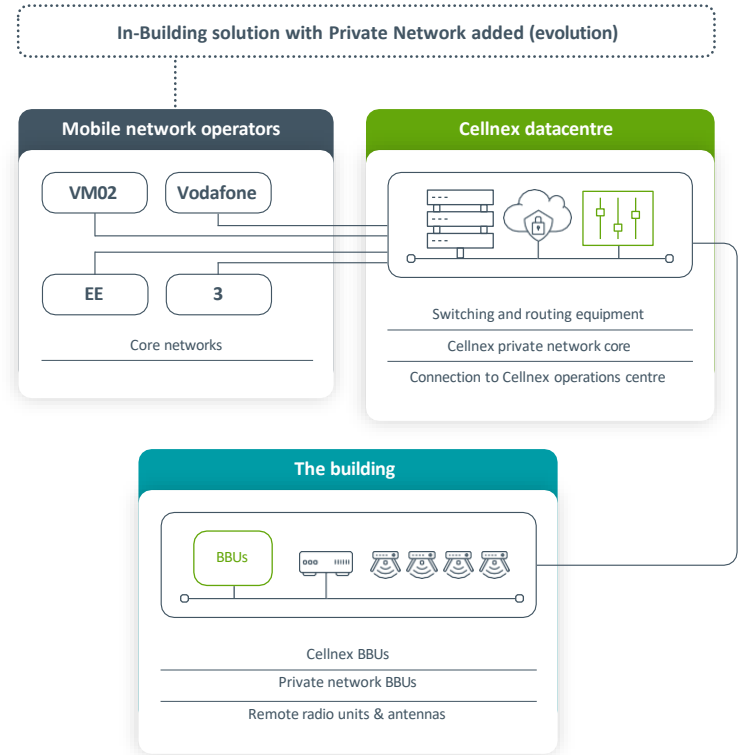 In-Building solution with Private Network added (evolution)
Mobile network operators
VM02
Vodafone
EE
3
Core networks
Cellnex datacentre
Switching and routing equipment
Cellnex private network core
Connection to Cellnex operations centre
The building
BBUs
Cellnex BBUs
Private network BBUs
Remote radio units & antennas